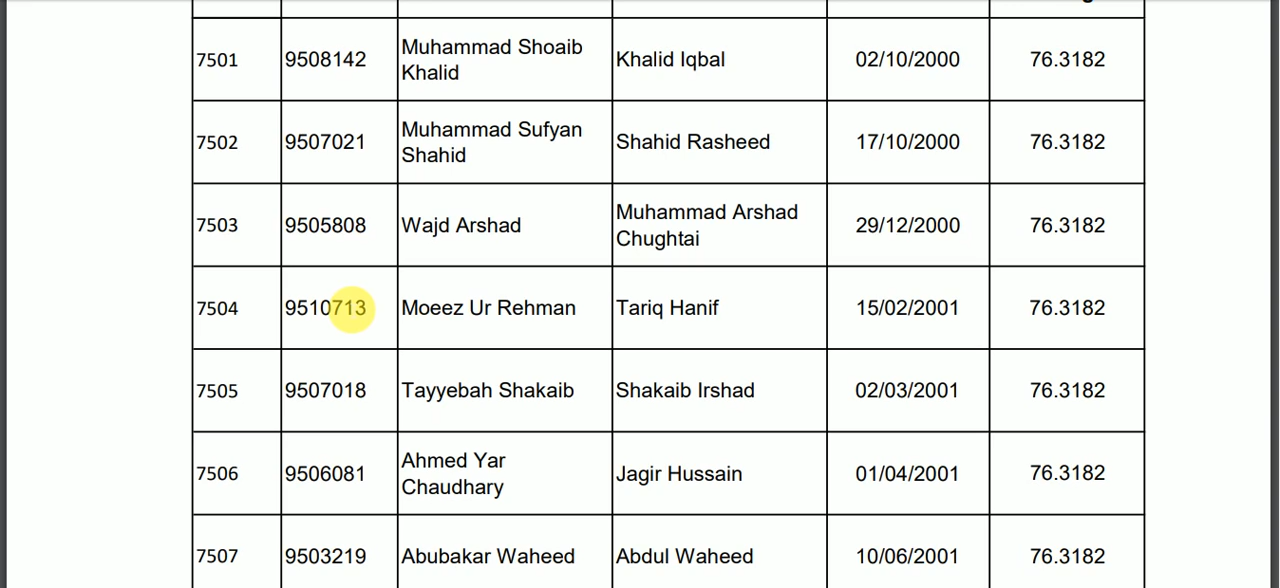 7501 9508142 Muhammad Shoaib Khalid Khalid Iqbal 02/10/2000 76.3182
7502 9507021 Muhammad Sufyan Shahid Shahid Rasheed 17/10/2000 76.3182
7503 9505808 Wajd Arshad Muhammad Arshad Chughtai 29/12/2000 76.3182
7504 9510713 Moeez Ur Rehman Tariq Hanif 15/02/2001 76.3182
7505 9507018 Tayyebah Shakaib Shakaib Irshad 02/03/2001 76.3182
7506 9506081 Ahmed Yar Chaudhary Jagir Hussain 01/04/2001 76.3182
7507 9503219 Abubakar Waheed Abdul Waheed 10/06/2001 76.3182